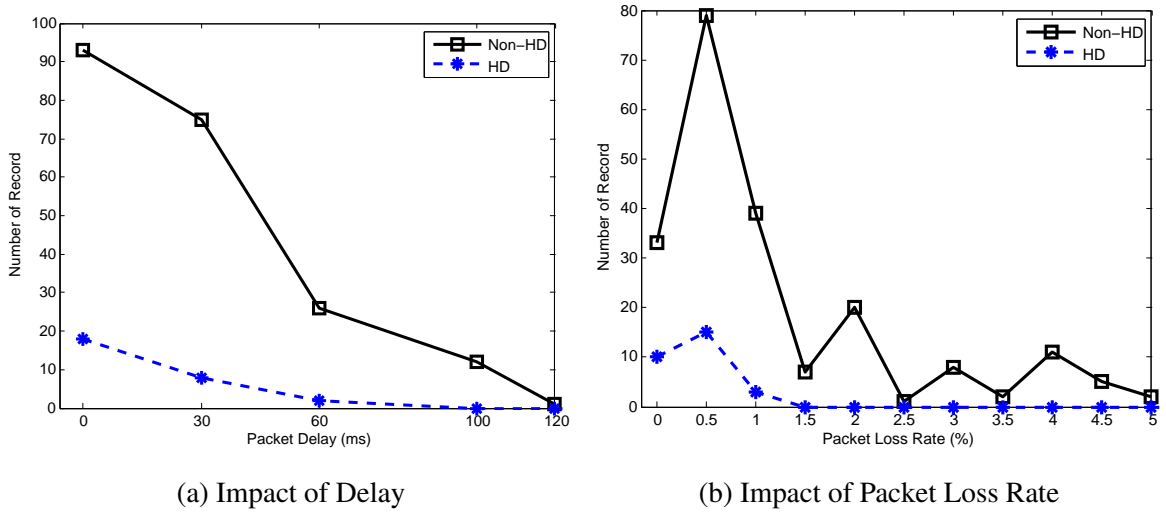 100
90
80
70
60
50
40
30
20
10
0
Number of Record
0 30 60 100 120
Packet Delay (ms)
Non-HD
HD
(a) Impact of Delay
80
70
60
50
40
30
20
10
0
Number of Record
0 0.5 1 1.5 2 2.5 3 3.5 4 4.5 5
Packet Loss Rate (%)
Non-HD
HD
(b) Impact of Packet Loss Rate